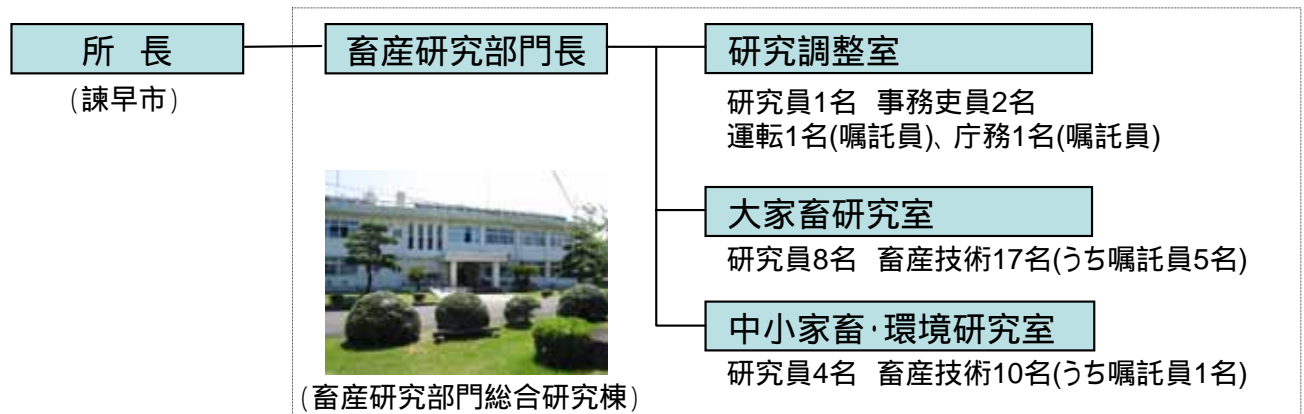 所 長
(諫早市)
畜産研究部門長
研究調整室
研究員1名 事務吏員2名
運転1名(嘱託員)、庁務1名(嘱託員)
大家畜研究室
研究員8名 畜産技術17名(うち嘱託員5名)
中小家畜・環境研究室
研究員4名 畜産技術10名(うち嘱託員1名)
(畜産研究部門総合研究棟)